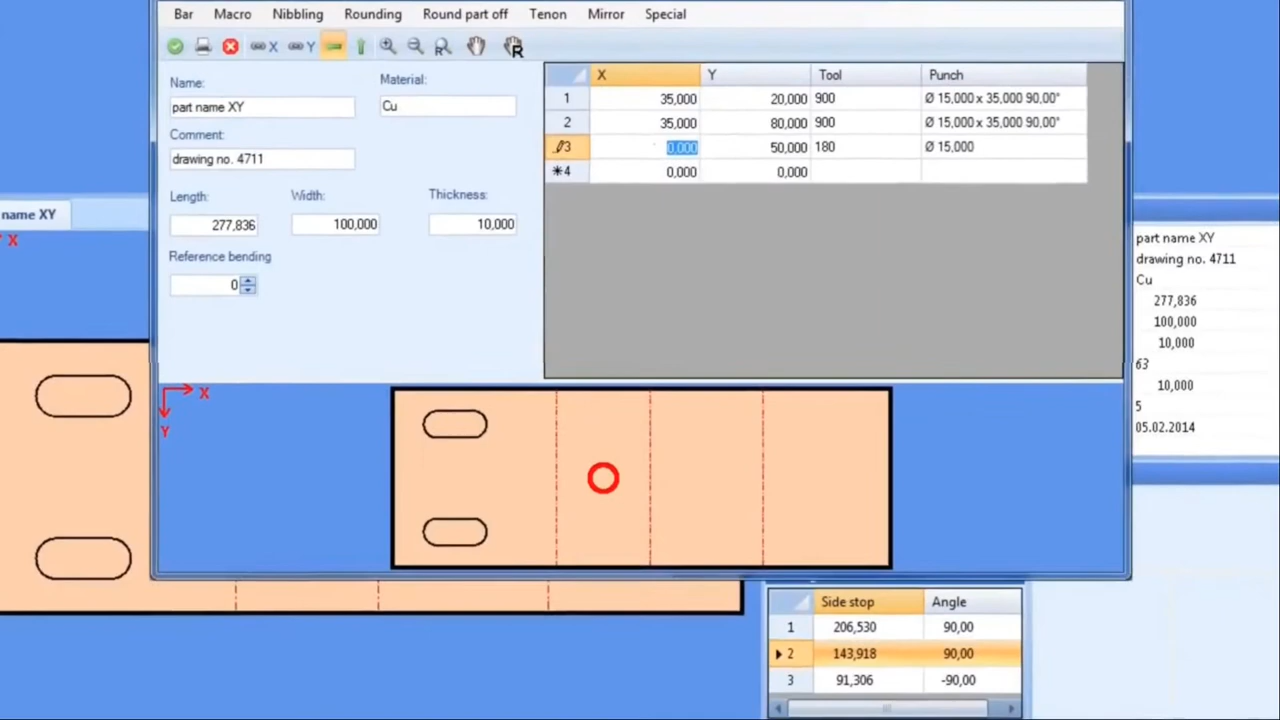 Bar Macro Nibbling Rounding Round part off Tenon Mirror Special
X Y R R
Name: Material:
part name XY Cu
Comment:
drawing no. 4711
Length: Width: Thickness:
277,836 100,000 10,000
Reference bending
0
X Y Tool Punch
1 35,000 20,000 900 Ø 15,000 x 35,000 90,00°
2 35,000 80,000 900 Ø 15,000 x 35,000 90,00°
3 0,000 50,000 180 Ø 15,000
4 0,000 0,000
name XY
X
X
Y
part name XY
drawing no. 4711
Cu
277,836
100,000
10,000
63
10,000
5
05.02.2014
Side stop Angle
1 206,530 90,00
2 143,918 90,00
3 91,306 -90,00